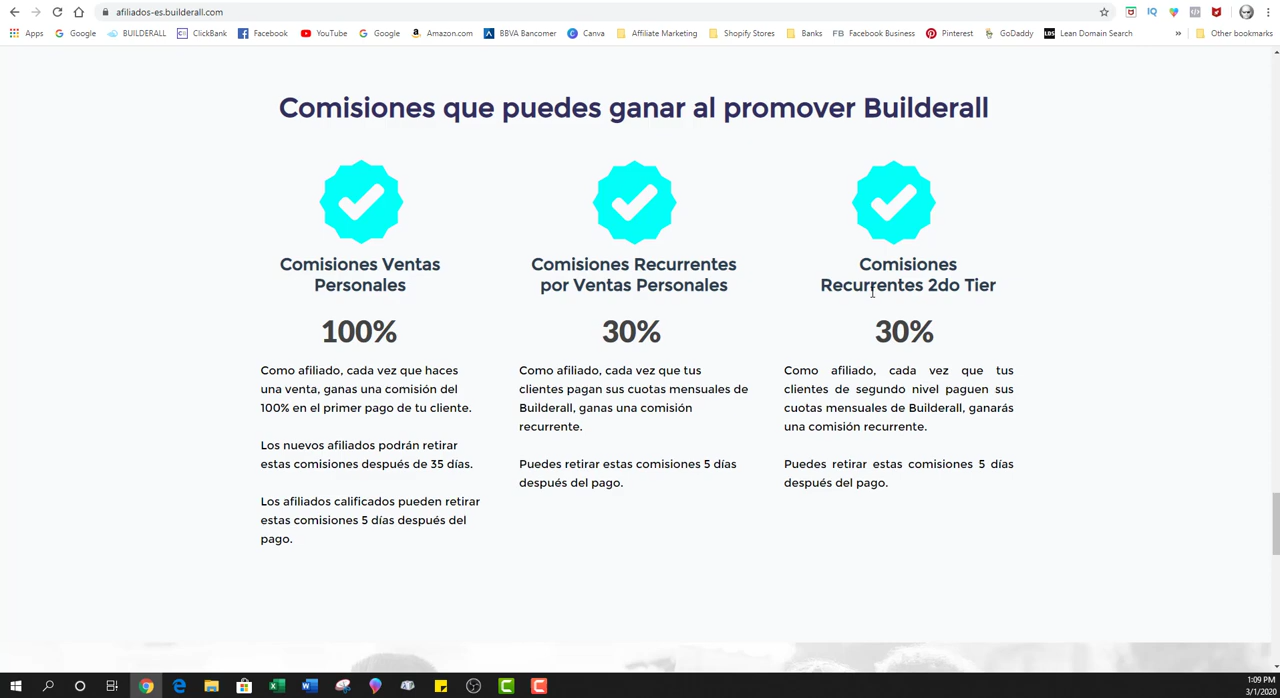 afiliados-es.builderall.com
Apps Google BUILDERALL ClickBank Facebook YouTube Google Amazon.com BBVA Bancomer Canva Affiliate Marketing Shopify Stores Banks FB Facebook Business Pinterest GoDaddy LDS Lean Domain Search » Other bookmarks
Comisiones que puedes ganar al promover Builderall
Comisiones Ventas
Personales
100%
Como afiliado, cada vez que haces
una venta, ganas una comisión del
100% en el primer pago de tu cliente.
Los nuevos afiliados podrán retirar
estas comisiones después de 35 días.
Los afiliados calificados pueden retirar
estas comisiones 5 días después del
pago.
Comisiones Recurrentes
por Ventas Personales
30%
Como afiliado, cada vez que tus
clientes pagan sus cuotas mensuales de
Builderall, ganas una comisión
recurrente.
Puedes retirar estas comisiones 5 días
después del pago.
Comisiones
Recurrentes 2do Tier
30%
Como afiliado, cada vez que tus
clientes de segundo nivel paguen sus
cuotas mensuales de Builderall, ganarás
una comisión recurrente.
Puedes retirar estas comisiones 5 días
después del pago.
1:09 PM
3/1/2020